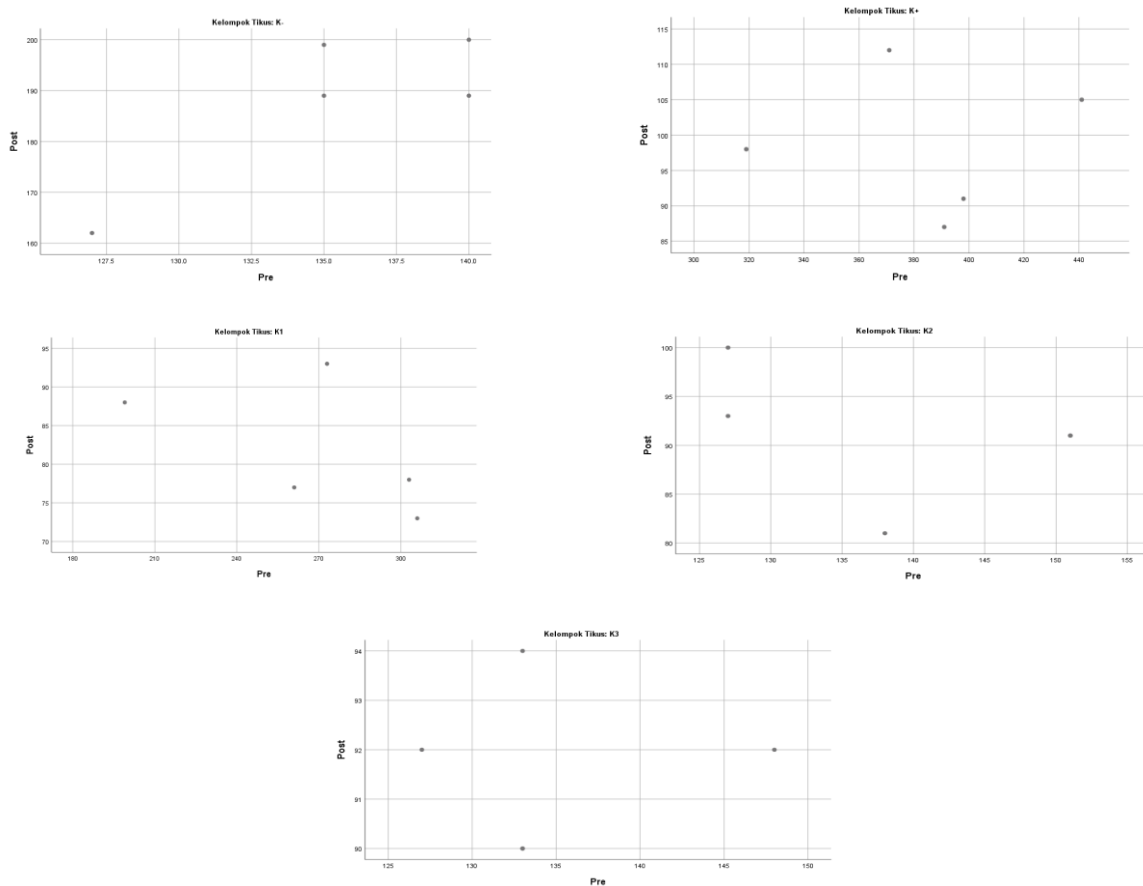 Kelompok Tikus: K-
200
190
180
170
160
Post
127.5 130.0 132.5 135.0 137.5 140.0
Pre
Kelompok Tikus: K+
115
110
105
100
95
90
85
Post
300 320 340 360 380 400 420 440
Pre
Kelompok Tikus: K1
95
90
85
80
75
70
Post
180 210 240 270 300
Pre
Kelompok Tikus: K2
100
95
90
85
80
Post
125 130 135 140 145 150 155
Pre
Kelompok Tikus: K3
94
93
92
91
90
Post
125 130 135 140 145 150
Pre